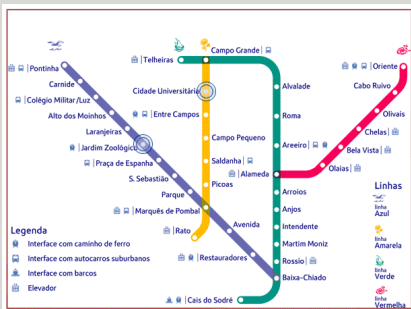 Campo Grande
Telheiras
Pontinha
Oriente
Carnide
Cidade Universitária
Alvalade
Cabo Ruivo
Colégio Militar/Luz
Entre Campos
Roma
Olivais
Alto dos Moinhos
Chelas
Laranjeiras
Campo Pequeno
Areeiro
Bela Vista
Jardim Zoológico
Praça de Espanha
Saldanha
Alameda
Olaias
S. Sebastião
Picoas
Arroios
Parque
Marquês de Pombal
Anjos
Avenida
Intendente
Rato
Martim Moniz
Restauradores
Rossio
Baixa-Chiado
Cais do Sodré
Linhas
linha
Azul
linha
Amarela
linha
Verde
linha
Vermelha
Legenda
Interface com caminho de ferro
Interface com autocarros suburbanos
Interface com barcos
Elevador